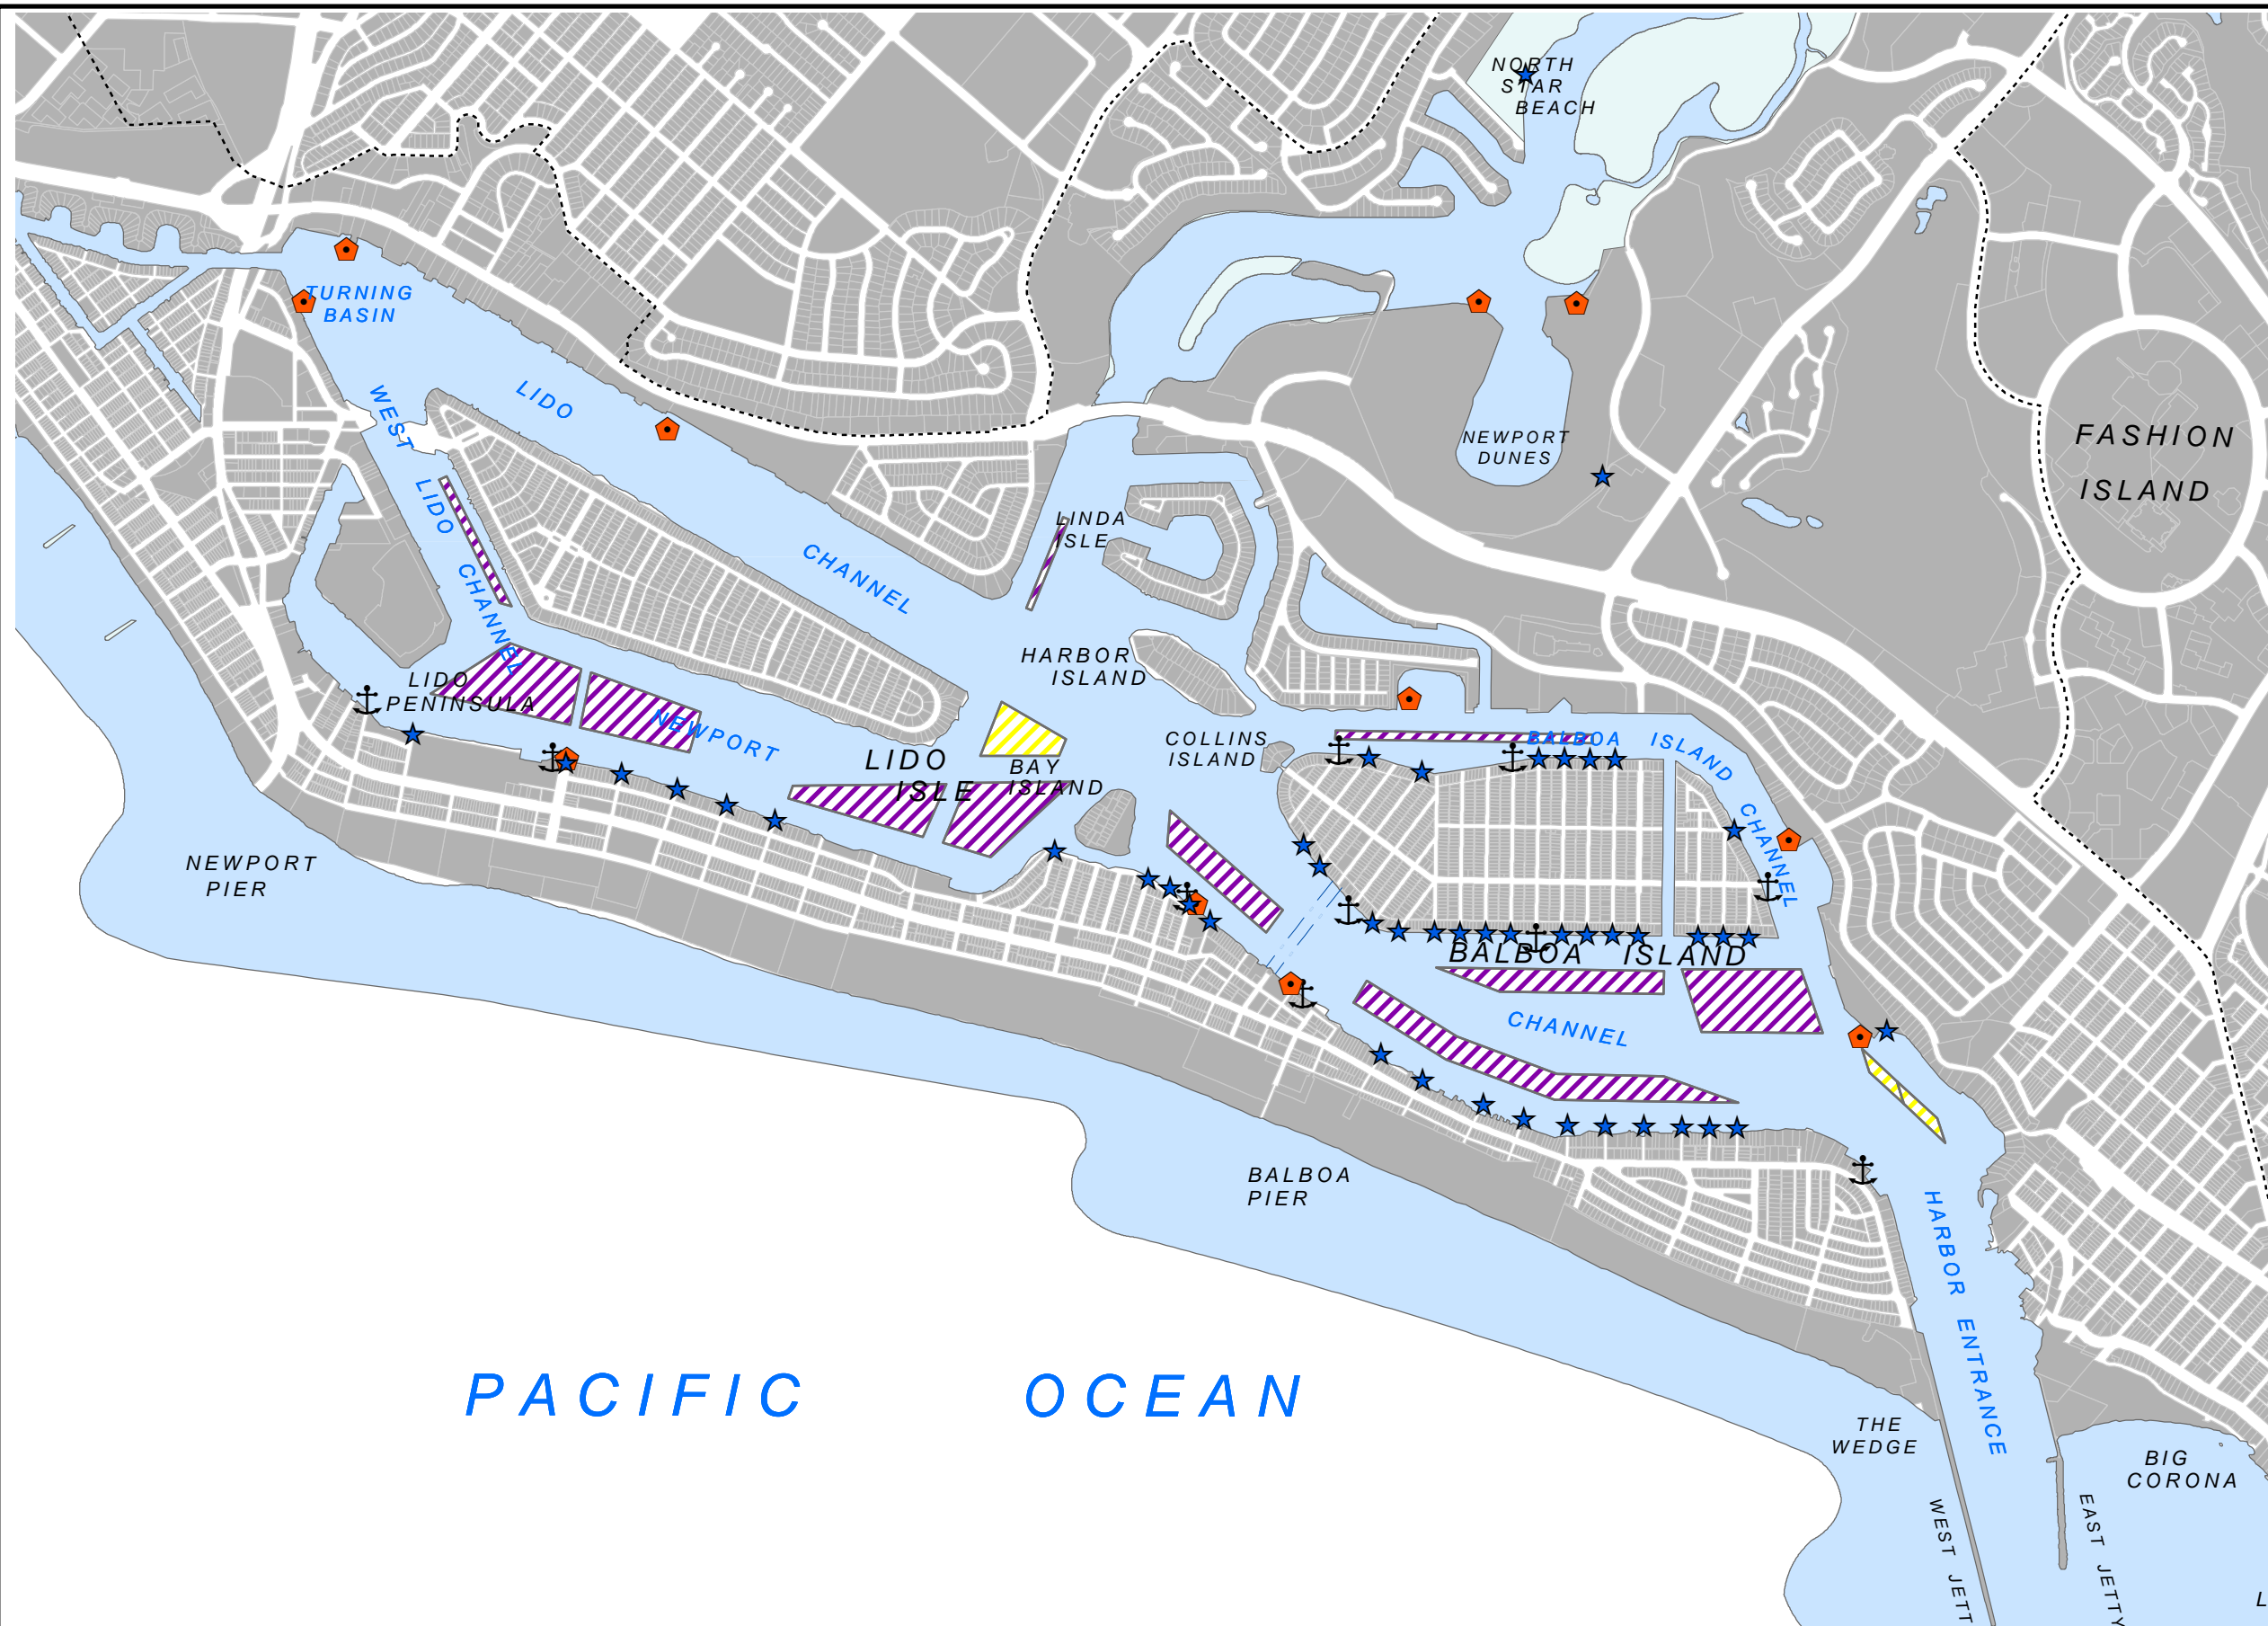 NORTH
STAR
BEACH
TURNING
BASIN
LIDO
CHANNEL
WEST
LIDO
CHANNEL
NEWPORT
DUNES
FASHION
ISLAND
LINDA
ISLE
HARBOR
ISLAND
LIDO
PENINSULA
NEWPORT
COLLINS
ISLAND
BALBOA ISLAND CHANNEL
LIDO
ISLE
BAY
ISLAND
NEWPORT
PIER
BALBOA ISLAND
CHANNEL
BALBOA
PIER
HARBOR ENTRANCE
PACIFIC OCEAN
THE
WEDGE
BIG
CORONA
WEST JETT
EAST JETTY
L